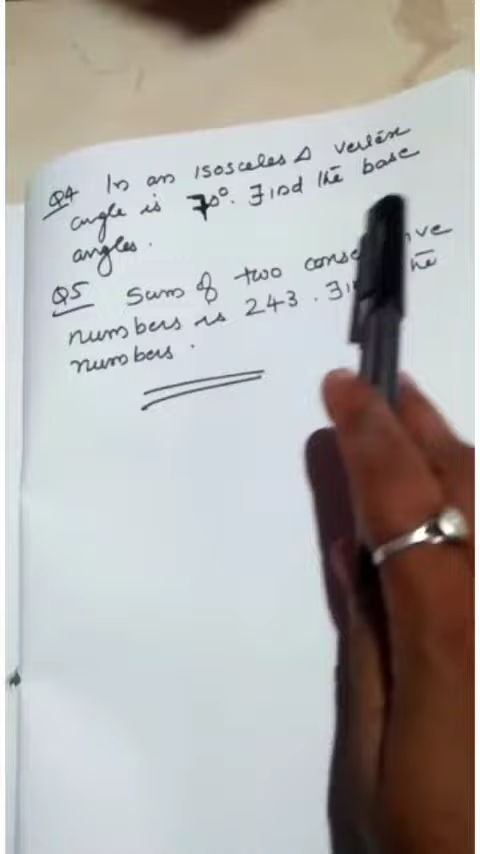 Q4 In an isosceles Δ vertex
angle is 70°. Find the base
angles.
Q5 Sum of two
numbers is 243.
numbers.